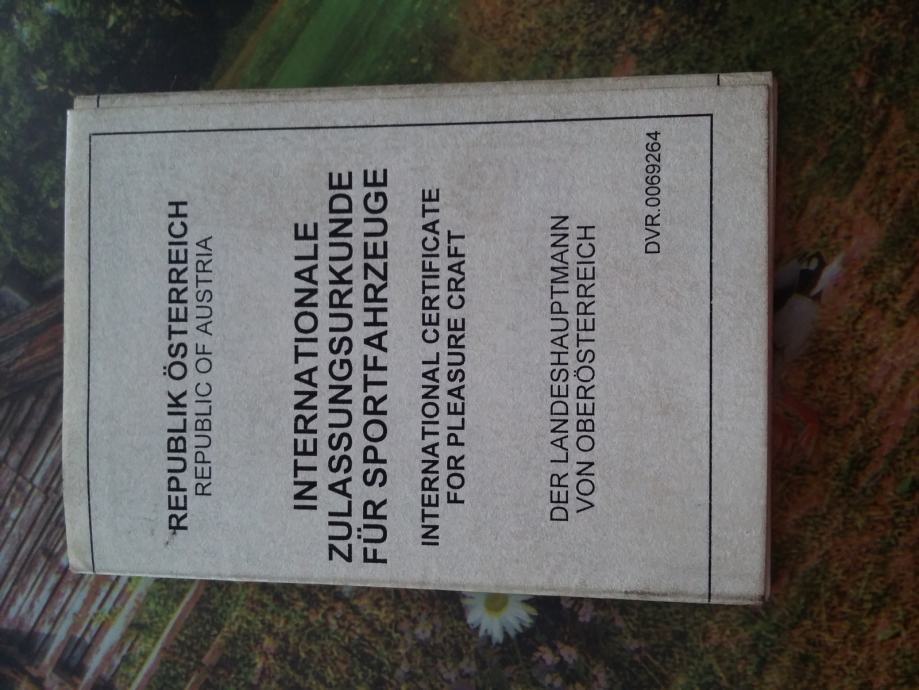 REPUBLIK ÖSTERREICH
REPUBLIC OF AUSTRIA
INTERNATIONALE
ZULASSUNGSURKUNDE
FÜR SPORTFAHRZEUGE
INTERNATIONAL CERTIFICATE
FOR PLEASURE CRAFT
DER LANDESHAUPTMANN
VON OBERÖSTERREICH
DVR.0069264